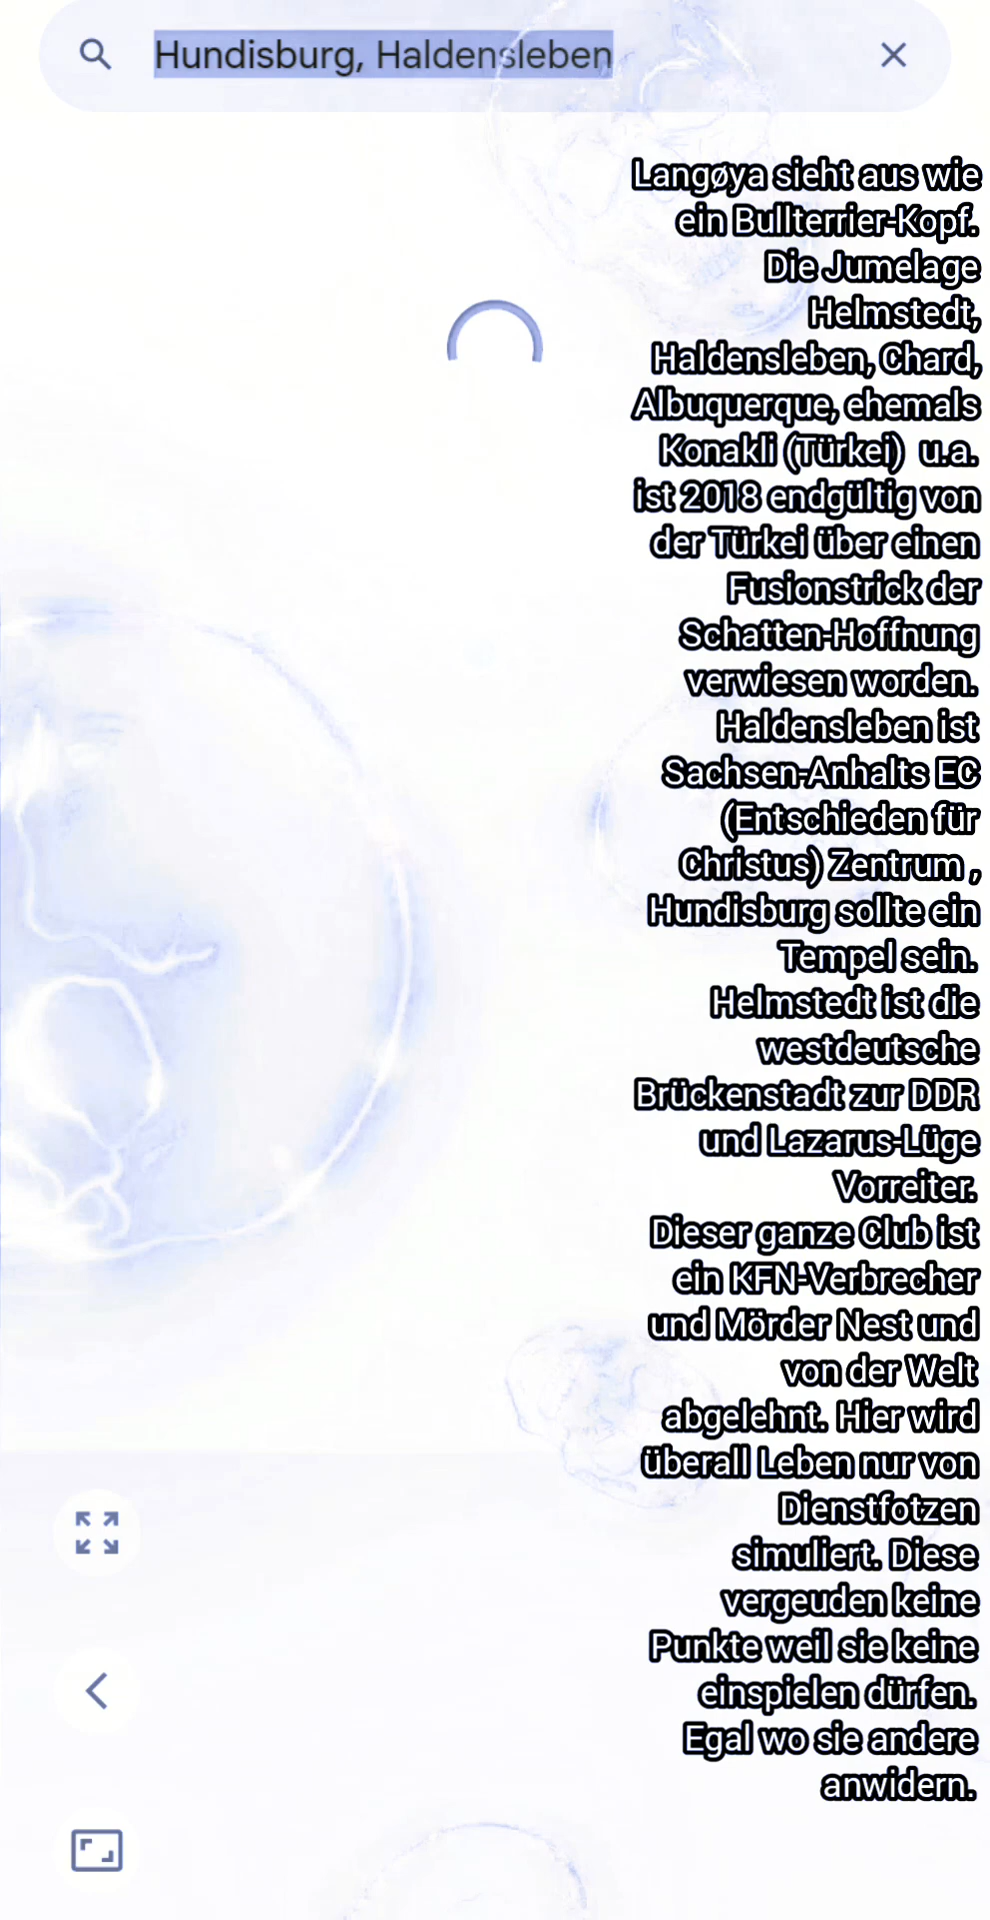 Hundisburg, Haldensleben
Langøya sieht aus wie
ein Bullterrier-Kopf.
Die Jumelage
Helmstedt,
Haldensleben, Chard,
Albuquerque, ehemals
Konakli (Türkei)  u.a.
ist 2018 endgültig von
der Türkei über einen
Fusionstrick der
Schatten-Hoffnung
verwiesen worden.
Haldensleben ist
Sachsen-Anhalts EC
(Entschieden für
Christus) Zentrum ,
Hundisburg sollte ein
Tempel sein.
Helmstedt ist die
westdeutsche
Brückenstadt zur DDR
und Lazarus-Lüge
Vorreiter.
Dieser ganze Club ist
ein KFN-Verbrecher
und Mörder Nest und
von der Welt
abgelehnt. Hier wird
überall Leben nur von
Dienstfotzen
simuliert. Diese
vergeuden keine
Punkte weil sie keine
einspielen dürfen.
Egal wo sie andere
anwidern.